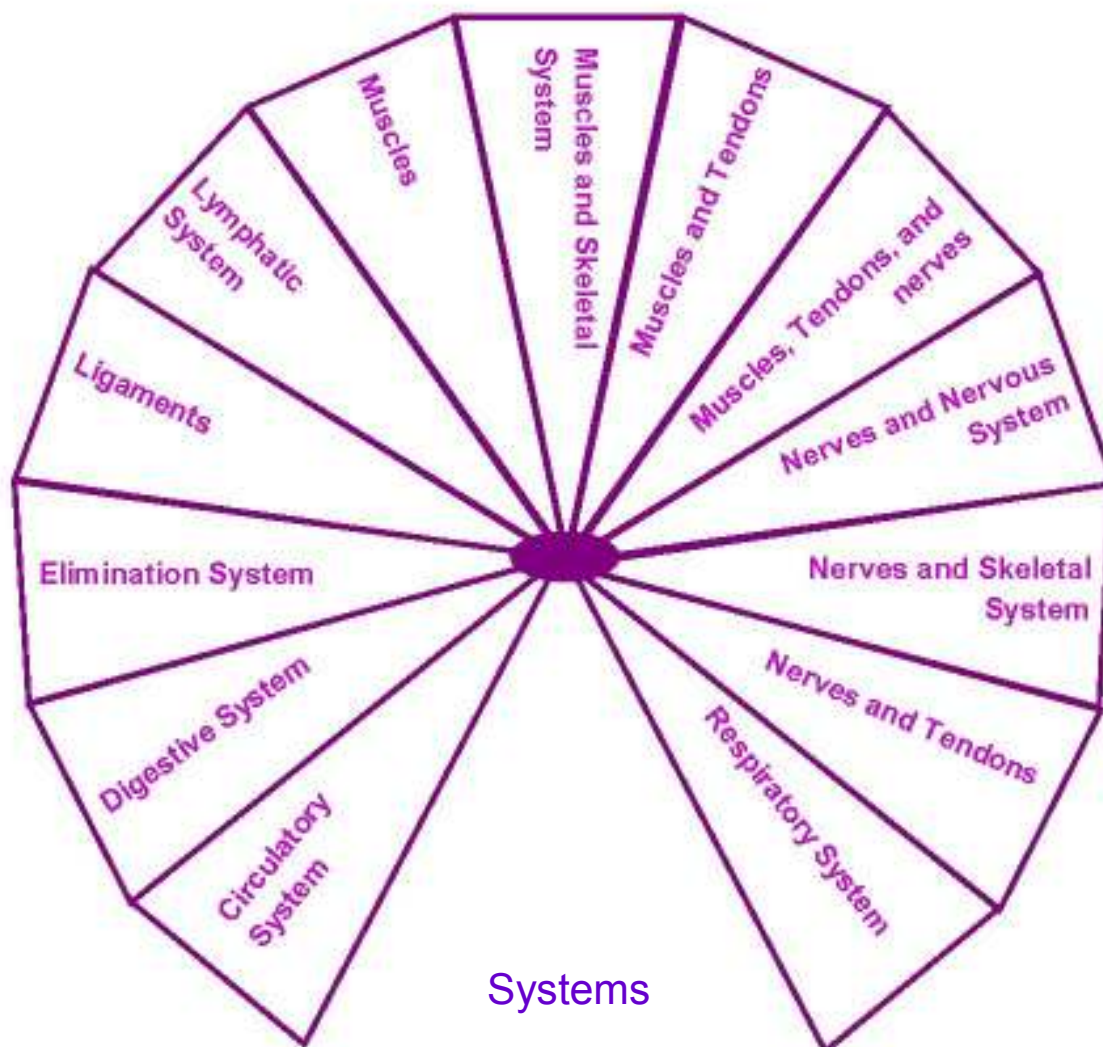 Circulatory
System
Digestive System
Elimination System
Ligaments
Lymphatic
System
Muscles
Muscles and Skeletal
System
Muscles and Tendons
Muscles, Tendons, and
nerves
Nerves and Nervous
System
Nerves and Skeletal
System
Nerves and Tendons
Respiratory System
Systems